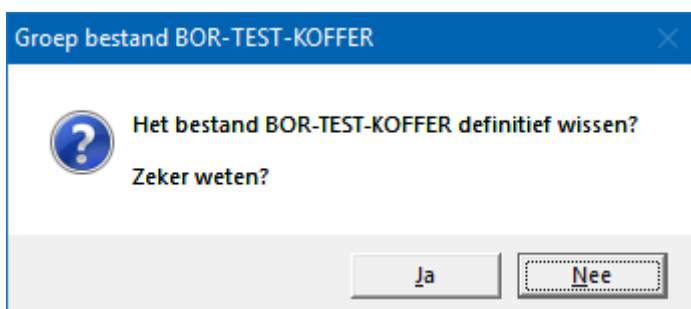 Groep bestand BOR-TEST-KOFFER
Het bestand BOR-TEST-KOFFER definitief wissen?
Zeker weten?
Ja
Nee